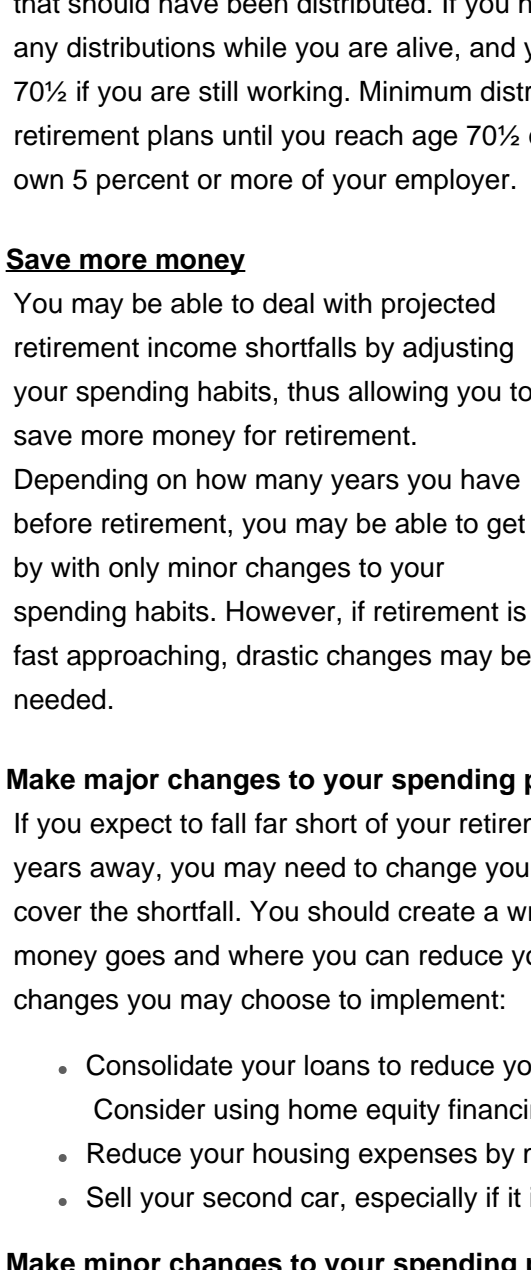 that should have been distributed. If you
any distributions while you are alive, and
70½ if you are still working. Minimum
retirement plans until you reach age 70½
own 5 percent or more of your employer.
Save more money
You may be able to deal with projected
retirement income shortfalls by adjusting
your spending habits, thus allowing you to
save more money for retirement.
Depending on how many years you have
before retirement, you may be able to get
by with only minor changes to your
spending habits. However, if retirement is
fast approaching, drastic changes may be
needed.
Make major changes to your spending
If you expect to fall far short of your
years away, you may need to change
cover the shortfall. You should create a
money goes and where you can reduce
changes you may choose to implement:
• Consolidate your loans to reduce
Consider using home equity
• Reduce your housing expenses by
• Sell your second car, especially if it
Make minor changes to your spending